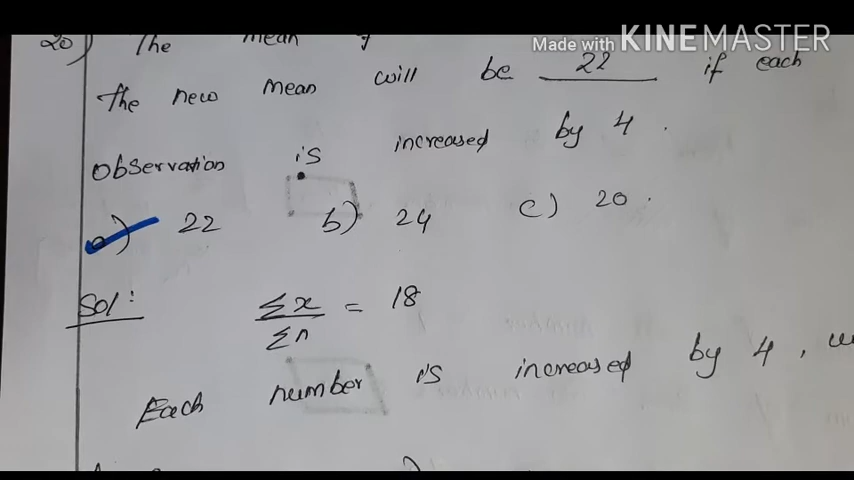 Made with KINEMASTER
20) The mean
The new mean will be 22 if each
observation is increased by 4.
a) 22 b) 24 c) 20.
Sol:
Σx/Σn = 18
Each number is increased by 4,